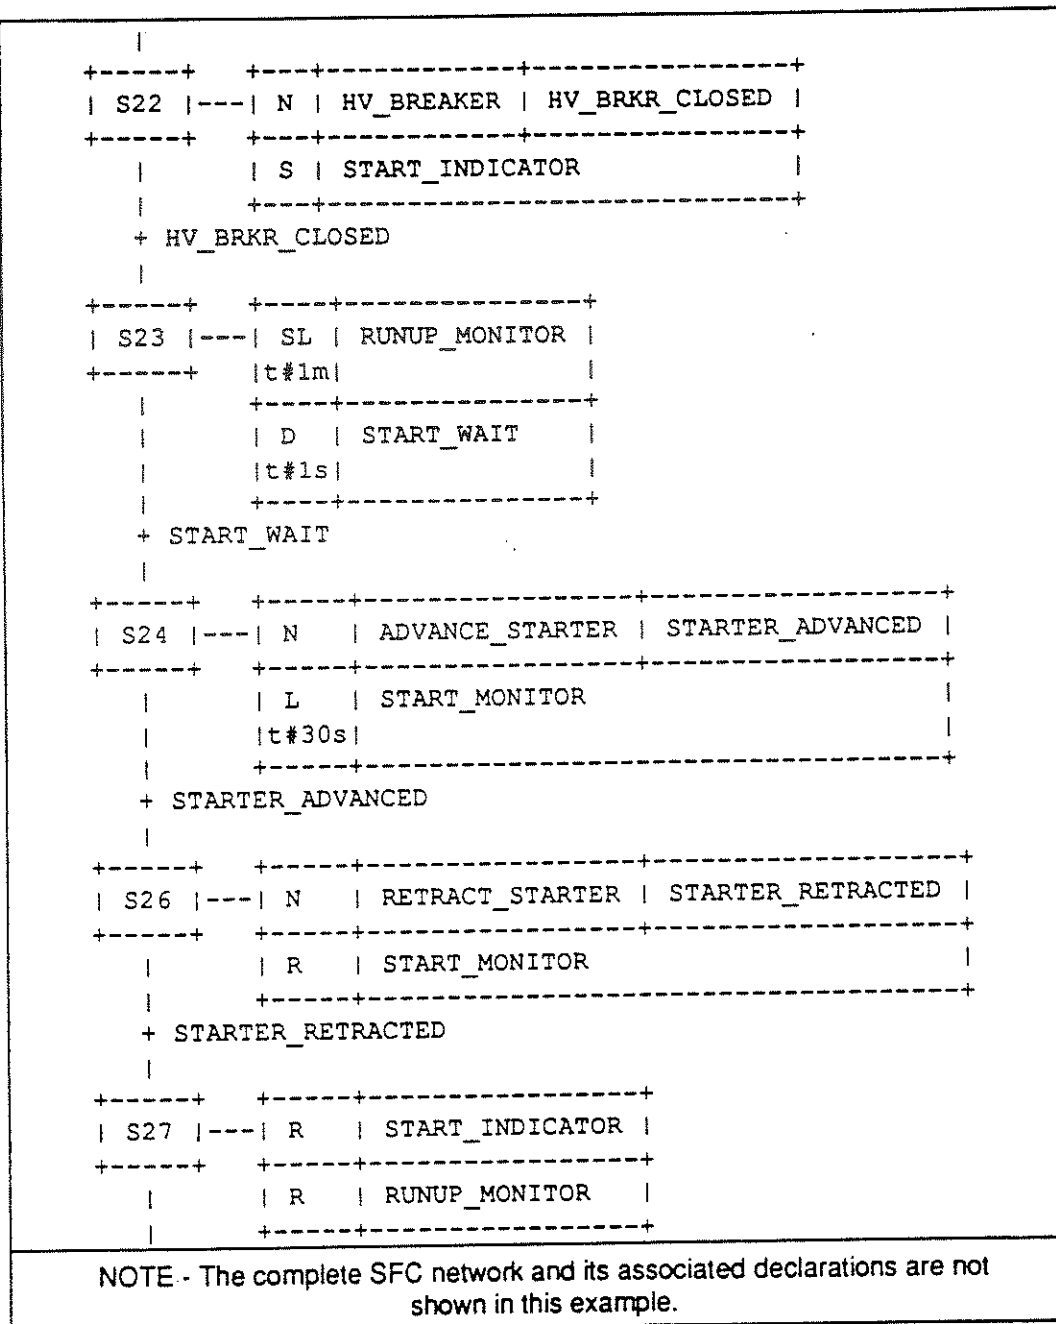 |
+------+   +---+------------+----------------+
| S22 |---| N | HV_BREAKER | HV_BRKR_CLOSED |
+------+   +---+------------+----------------+
|      | S | START_INDICATOR             |
|      +---+-----------------------------+
+ HV_BRKR_CLOSED
|
+------+   +----+---------------+
| S23 |---| SL | RUNUP_MONITOR |
+------+   |t#1m|               |
|      +----+---------------+
|      | D  | START_WAIT    |
|      |t#1s|               |
|      +----+---------------+
+ START_WAIT
|
+------+   +-----+-----------------+------------------+
| S24 |---| N   | ADVANCE_STARTER | STARTER_ADVANCED |
+------+   +-----+-----------------+------------------+
|      | L   | START_MONITOR                      |
|      |t#30s|                                    |
|      +-----+------------------------------------+
+ STARTER_ADVANCED
|
+------+   +-----+-----------------+-------------------+
| S26 |---| N   | RETRACT_STARTER | STARTER_RETRACTED |
+------+   +-----+-----------------+-------------------+
|      | R   | START_MONITOR                       |
|      +-----+-------------------------------------+
+ STARTER_RETRACTED
|
+------+   +-----+-----------------+
| S27 |---| R   | START_INDICATOR |
+------+   +-----+-----------------+
|      | R   | RUNUP_MONITOR   |
|      +-----+-----------------+
NOTE - The complete SFC network and its associated declarations are not
shown in this example.